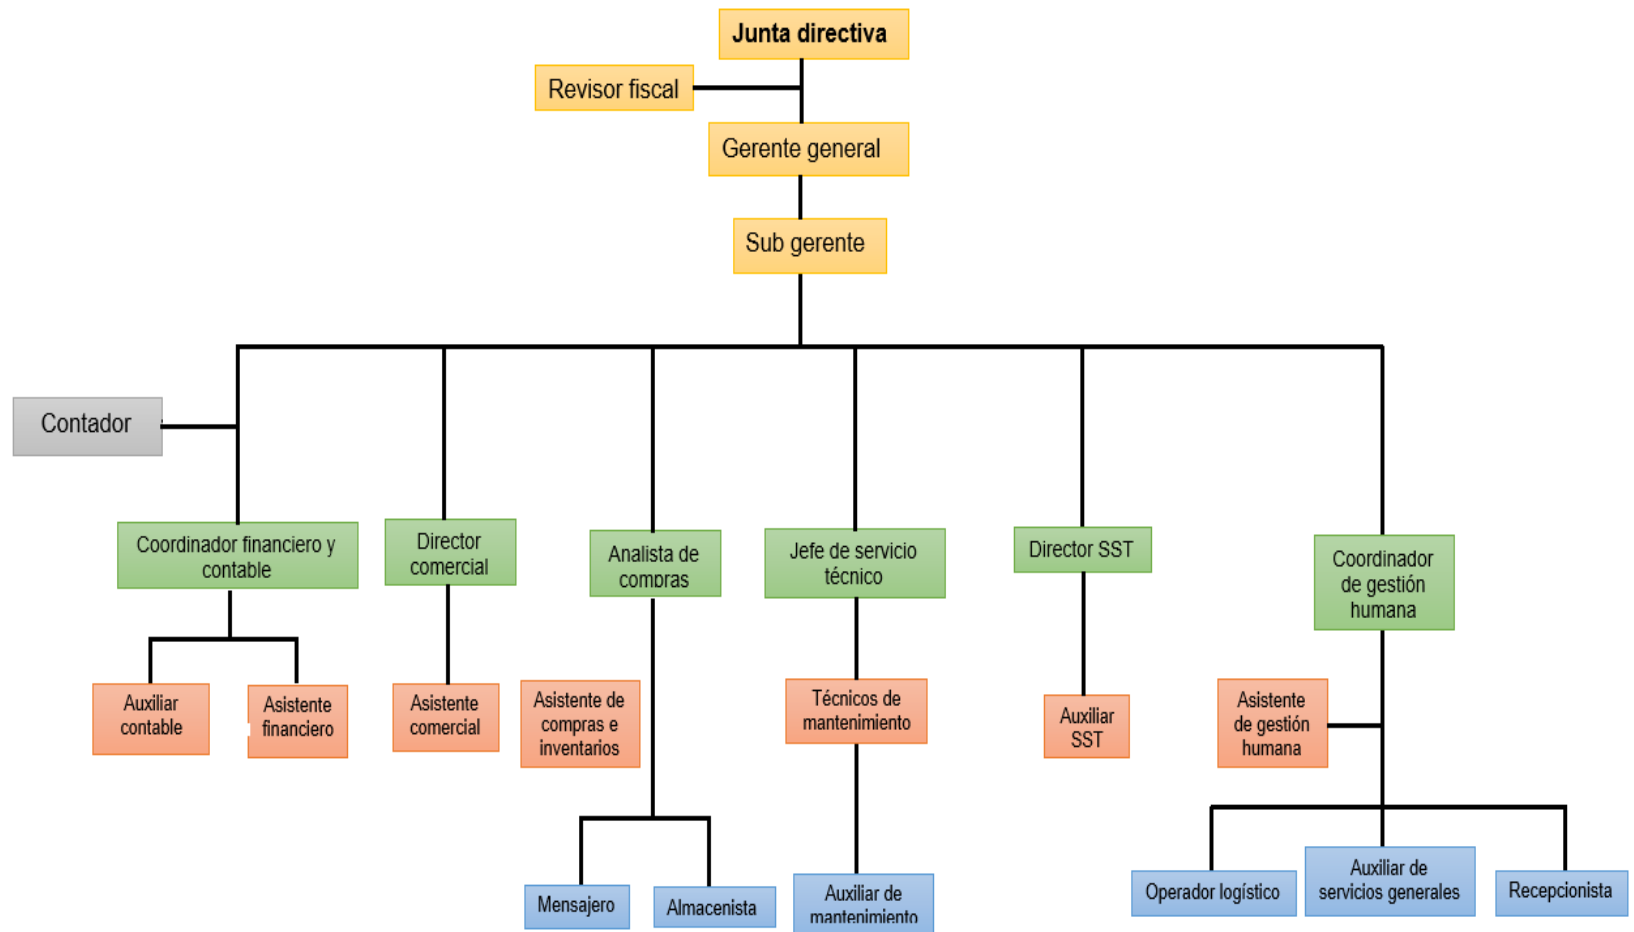 Junta directiva
Revisor fiscal
Gerente general
Sub gerente
Contador
Coordinador financiero y
contable
Director
comercial
Analista de
compras
Jefe de servicio
técnico
Director SST
Coordinador
de gestión
humana
Auxiliar
contable
Asistente
financiero
Asistente
comercial
Asistente de
compras e
inventarios
Técnicos de
mantenimiento
Auxiliar
SST
Asistente
de gestión
humana
Mensajero
Almacenista
Auxiliar de
mantenimiento
Operador logístico
Auxiliar de
servicios generales
Recepcionista